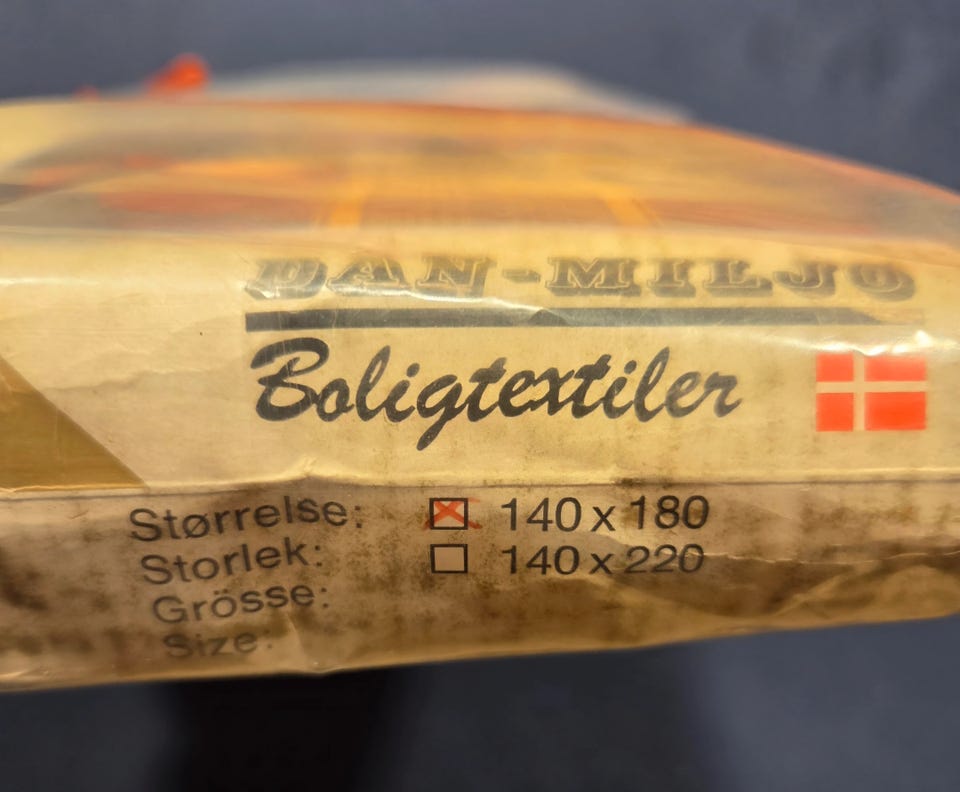 DAN-MILJØ
Boligtextiler
Størrelse: 140 x 180
Storlek: 140 x 220
Grösse:
Size: